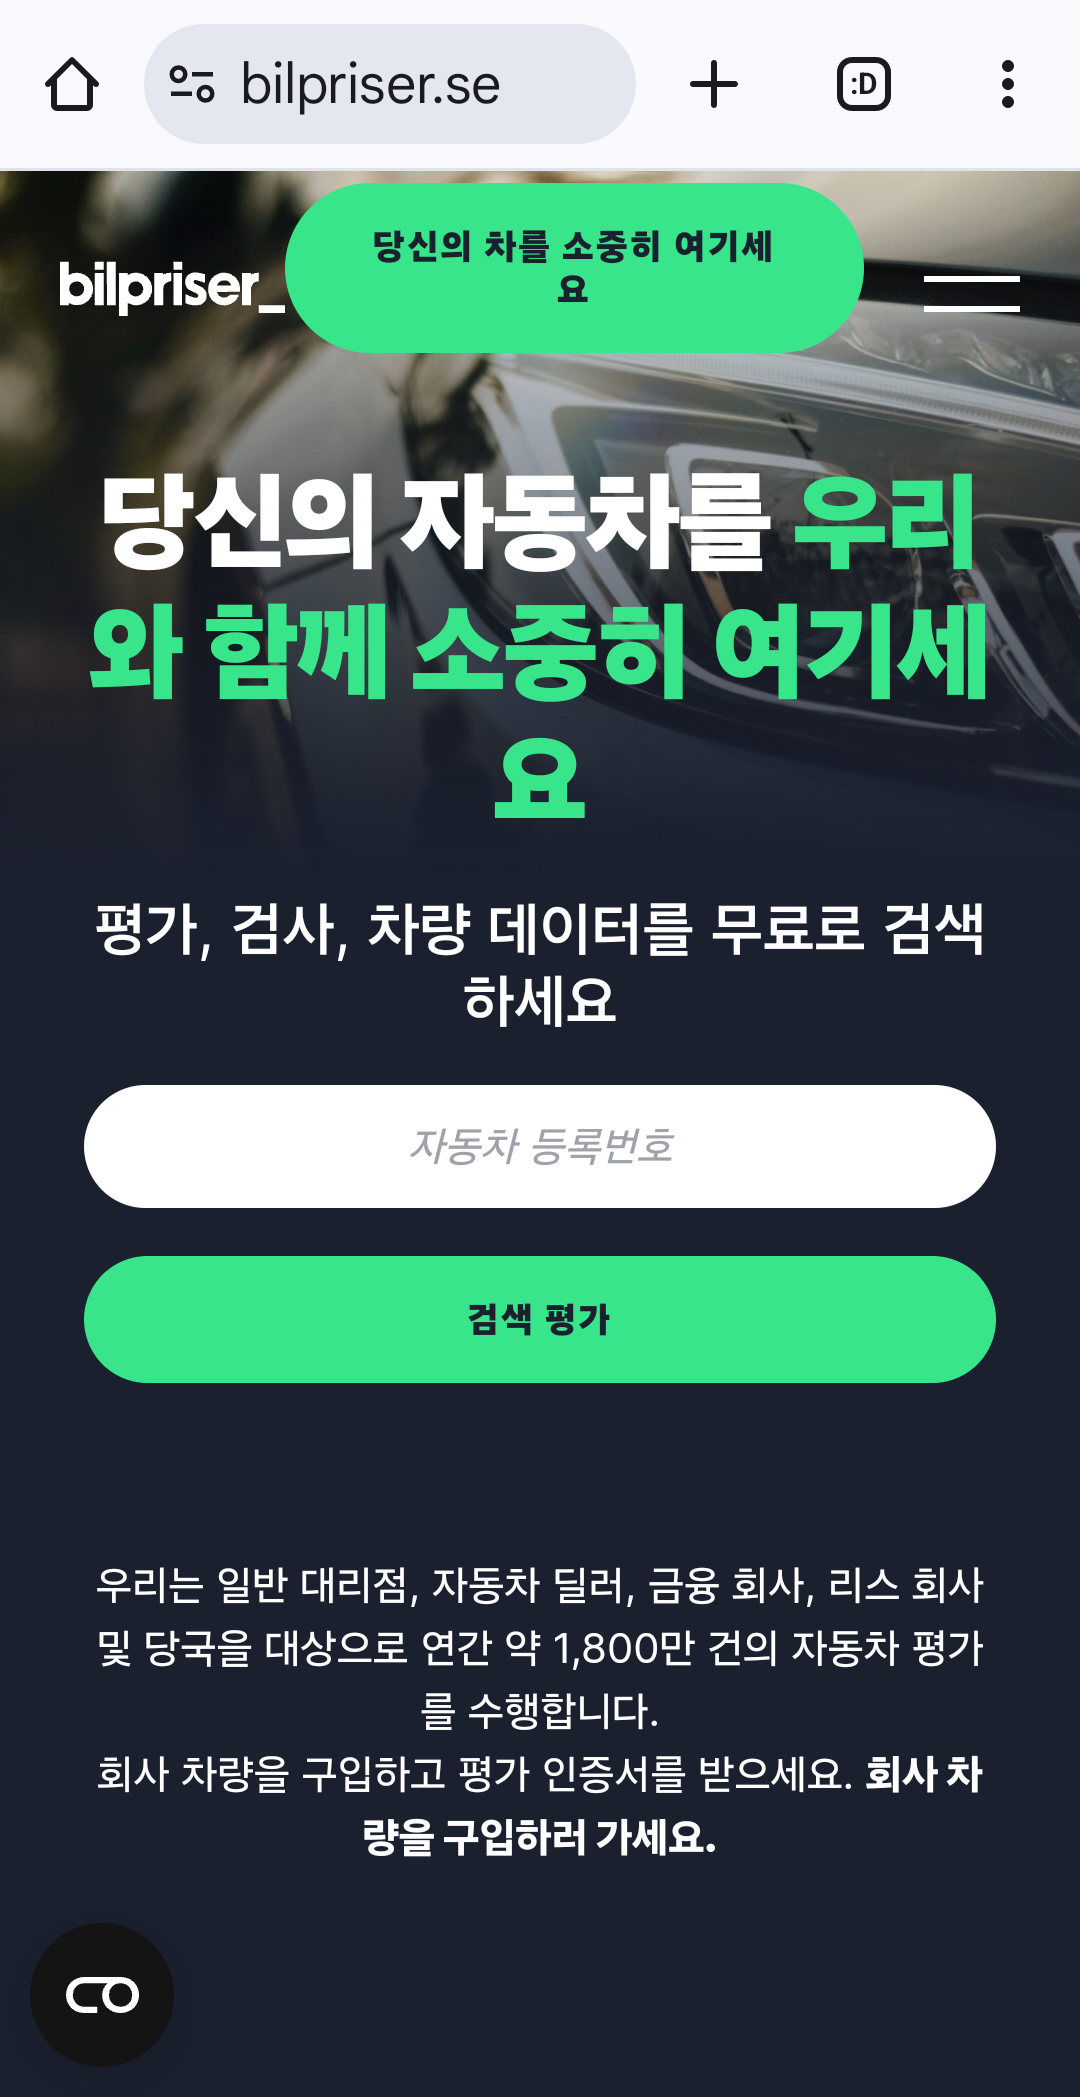 bilpriser.se
:D
bilpriser_
당신의 차를 소중히 여기세
요
당신의 자동차를 우리
와 함께 소중히 여기세
요
평가, 검사, 차량 데이터를 무료로 검색
하세요
자동차 등록번호
검색 평가
우리는 일반 대리점, 자동차 딜러, 금융 회사, 리스 회사
및 당국을 대상으로 연간 약 1,800만 건의 자동차 평가
를 수행합니다.
회사 차량을 구입하고 평가 인증서를 받으세요. 회사 차
량을 구입하러 가세요.